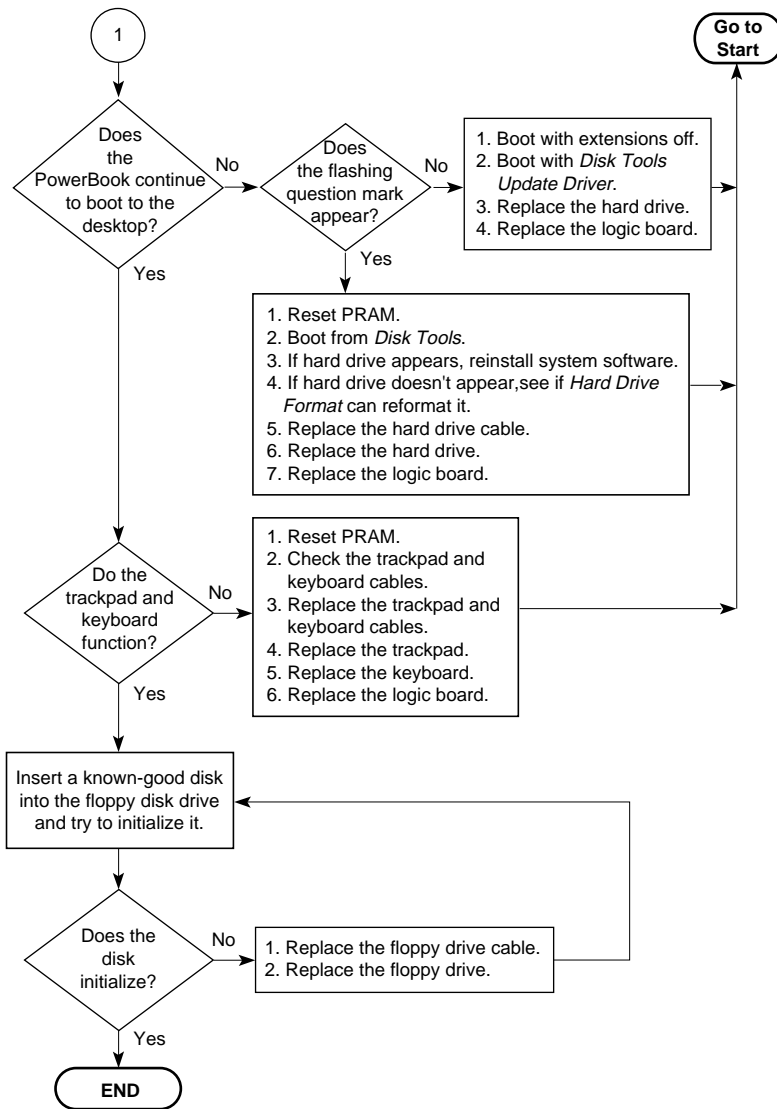 1
Go to
Start
Does
the
PowerBook continue
to boot to the
desktop?
No
Does
the flashing
question mark
appear?
No
1. Boot with extensions off.
2. Boot with Disk Tools
Update Driver.
3. Replace the hard drive.
4. Replace the logic board.
Yes
Yes
1. Reset PRAM.
2. Boot from Disk Tools.
3. If hard drive appears, reinstall system software.
4. If hard drive doesn't appear,see if Hard Drive
Format can reformat it.
5. Replace the hard drive cable.
6. Replace the hard drive.
7. Replace the logic board.
Do the
trackpad and
keyboard
function?
No
1. Reset PRAM.
2. Check the trackpad and
keyboard cables.
3. Replace the trackpad and
keyboard cables.
4. Replace the trackpad.
5. Replace the keyboard.
6. Replace the logic board.
Yes
Insert a known-good disk
into the floppy disk drive
and try to initialize it.
Does the
disk
initialize?
No
1. Replace the floppy drive cable.
2. Replace the floppy drive.
Yes
END